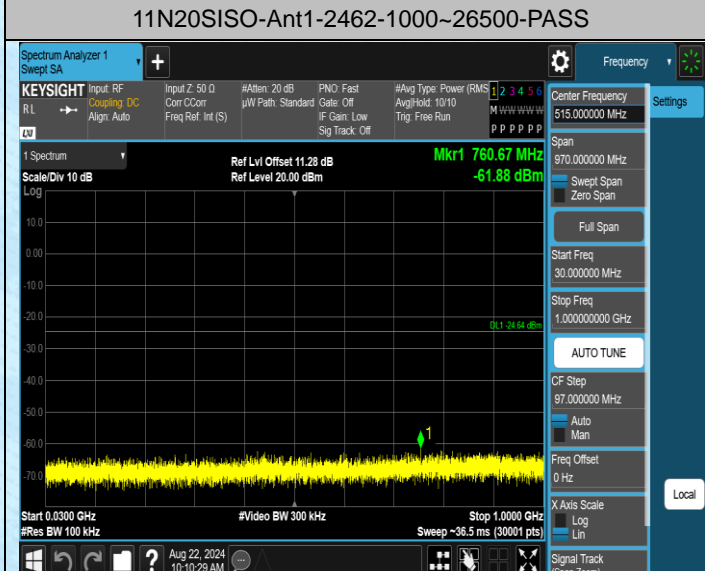 11N20SISO-Ant1-2462-1000~26500-PASS
Spectrum Analyzer 1
Swept SA
Frequency
KEYSIGHT
RL
Input: RF
Coupling: DC
Align: Auto
Input Z: 50 Ω
Corr CCorr
Freq Ref: Int (S)
#Atten: 20 dB
µW Path: Standard
PNO: Fast
Gate: Off
IF Gain: Low
Sig Track: Off
#Avg Type: Power (RMS
Avg|Hold: 10/10
Trig: Free Run
1 2 3 4 5 6
M W W W W W
P P P P P P
1 Spectrum
Scale/Div 10 dB
Ref Lvl Offset 11.28 dB
Ref Level 20.00 dBm
Mkr1 760.67 MHz
-61.88 dBm
Log
10.0
0.00
-10.0
-20.0
-30.0
-40.0
-50.0
-60.0
-70.0
DL1 -24.64 dBm
1
Start 0.0300 GHz
#Res BW 100 kHz
#Video BW 300 kHz
Stop 1.0000 GHz
Sweep ~36.5 ms (30001 pts)
Aug 22, 2024
10:10:29 AM
Center Frequency
515.000000 MHz
Settings
Span
970.000000 MHz
Swept Span
Zero Span
Full Span
Start Freq
30.000000 MHz
Stop Freq
1.000000000 GHz
AUTO TUNE
CF Step
97.000000 MHz
Auto
Man
Freq Offset
0 Hz
X Axis Scale
Log
Lin
Local
Signal Track
(Span Zoom)